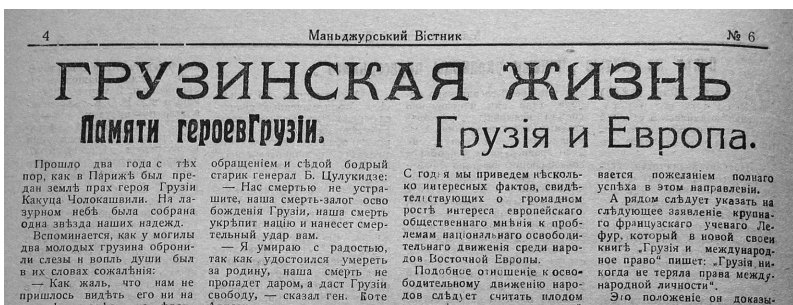 4
Маньджурський Вістник
№ 6
ГРУЗИНСКАЯ ЖИЗНЬ
Памяти героевГрузіи.
Прошло два года с тѣх
пор, как в Парижѣ был пре
дан землѣ прах героя Грузіи
Какуца Чолокашвили. На ла
зурном небѣ была собрана
одна звѣзда наших надежд.
Вспоминается, как у могилы
два молодых грузина оброни
ли слезы и вопль души был
в их словах сожалѣнія:
— Как жаль, что нам не
пришлось видѣть его ни на
обращением и сѣдой бодрый
старик генерал Б. Цулукидзе:
— Нас смертью не устра-
шите, наша смерть-залог осво
божденія Грузіи, наша смерть
укрѣпит націю и нанесет смер-
тельный удар вам.
— Я умираю с радостью,
так как удостоился умереть
за родину, наша смерть не
пропадет даром, а даст Грузіи
свободу, — сказал ген. Коте
Грузія и Европа.
С год я мы приведем нѣсколь-
ко интересных фактов, свидѣ-
тельствующих о громадном
ростѣ интереса европейскаго
общественнаго мнѣнія к проб-
лемам національнаго освободи-
тельнаго движенія среди наро-
дов Восточной Европы.
Подобное отношеніе к осво-
бодительному движенію наро-
дов слѣдует считать плодом
вается пожеланіем полнаго
успѣха в этом направленіи.
А рядом слѣдует указать на
слѣдующее заявленіе крупна-
го французскаго ученаго Ле-
фур, который в новой своей
книгѣ „Грузія и международ-
ное право“ пишет: „Грузія ни-
когда не теряла права между-
народной личности“.
Это положеніе он доказы-